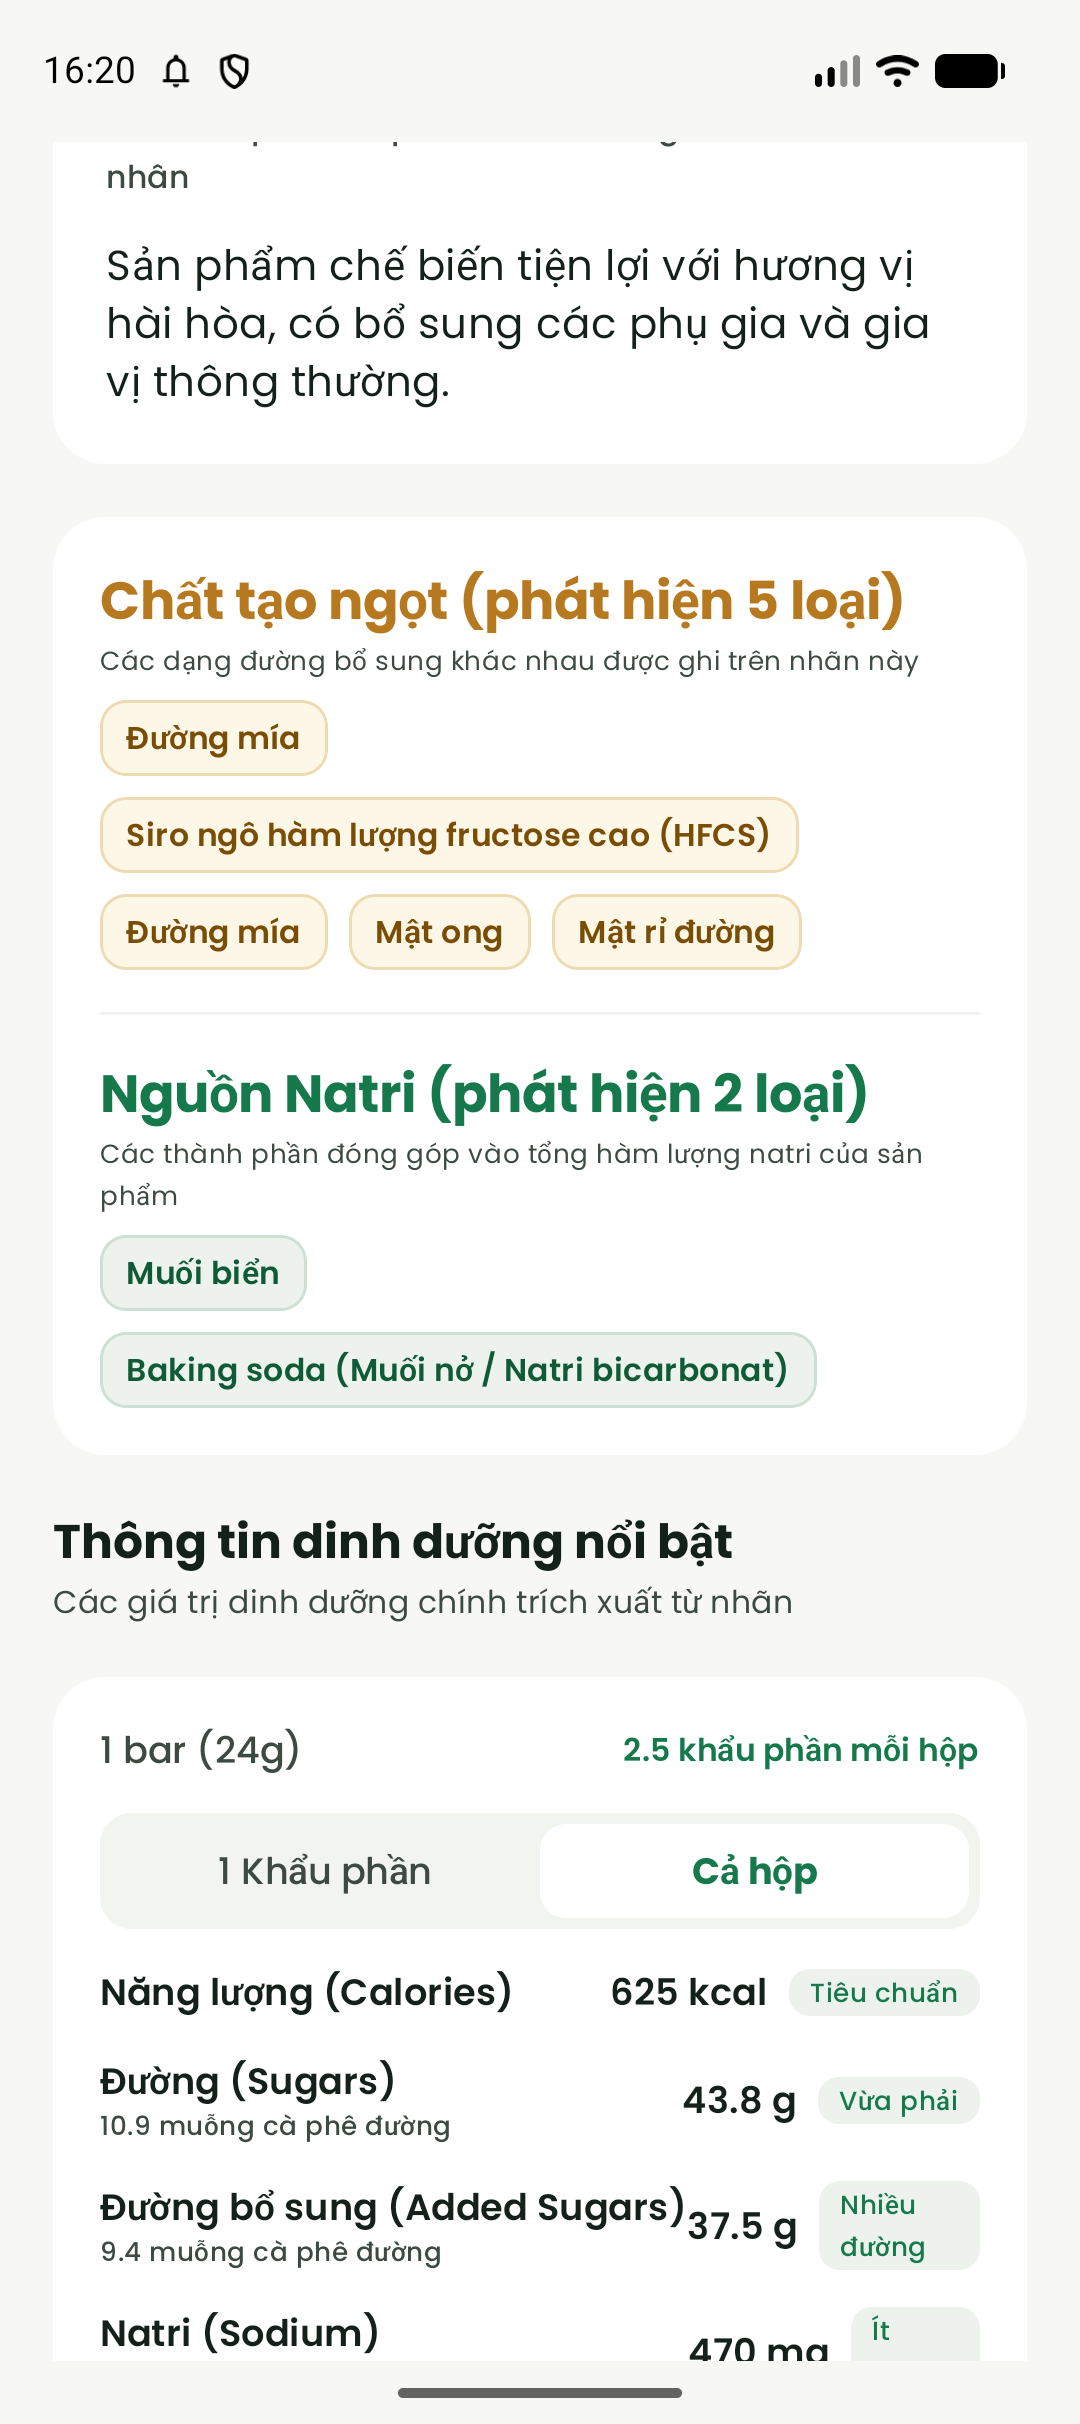 16:20
nhân
Sản phẩm chế biến tiện lợi với hương vị
hài hòa, có bổ sung các phụ gia và gia
vị thông thường.
Chất tạo ngọt (phát hiện 5 loại)
Các dạng đường bổ sung khác nhau được ghi trên nhãn này
Đường mía
Siro ngô hàm lượng fructose cao (HFCS)
Đường mía Mật ong Mật rỉ đường
Nguồn Natri (phát hiện 2 loại)
Các thành phần đóng góp vào tổng hàm lượng natri của sản
phẩm
Muối biển
Baking soda (Muối nở / Natri bicarbonat)
Thông tin dinh dưỡng nổi bật
Các giá trị dinh dưỡng chính trích xuất từ nhãn
1 bar (24g) 2.5 khẩu phần mỗi hộp
1 Khẩu phần Cả hộp
Năng lượng (Calories) 625 kcal Tiêu chuẩn
Đường (Sugars) 43.8 g Vừa phải
10.9 muỗng cà phê đường
Đường bổ sung (Added Sugars) 37.5 g Nhiều đường
9.4 muỗng cà phê đường
Natri (Sodium) 470 mg Ít